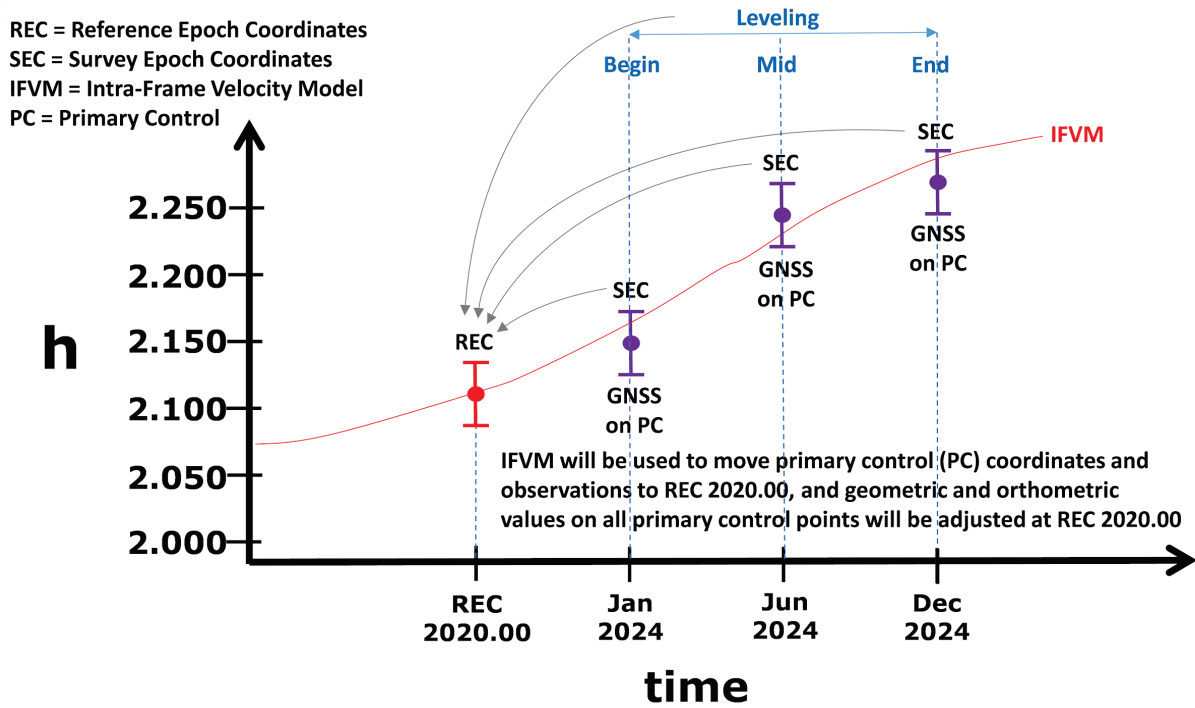 REC = Reference Epoch Coordinates
SEC = Survey Epoch Coordinates
IFVM = Intra-Frame Velocity Model
PC = Primary Control
Leveling
Begin
Mid
End
SEC
IFVM
SEC
2.250
GNSS
on PC
GNSS
on PC
2.200
SEC
h
2.150
REC
2.100
GNSS
on PC
2.050
IFVM will be used to move primary control (PC) coordinates and
observations to REC 2020.00, and geometric and orthometric
values on all primary control points will be adjusted at REC 2020.00
2.000
REC
2020.00
Jan
2024
Jun
2024
Dec
2024
time